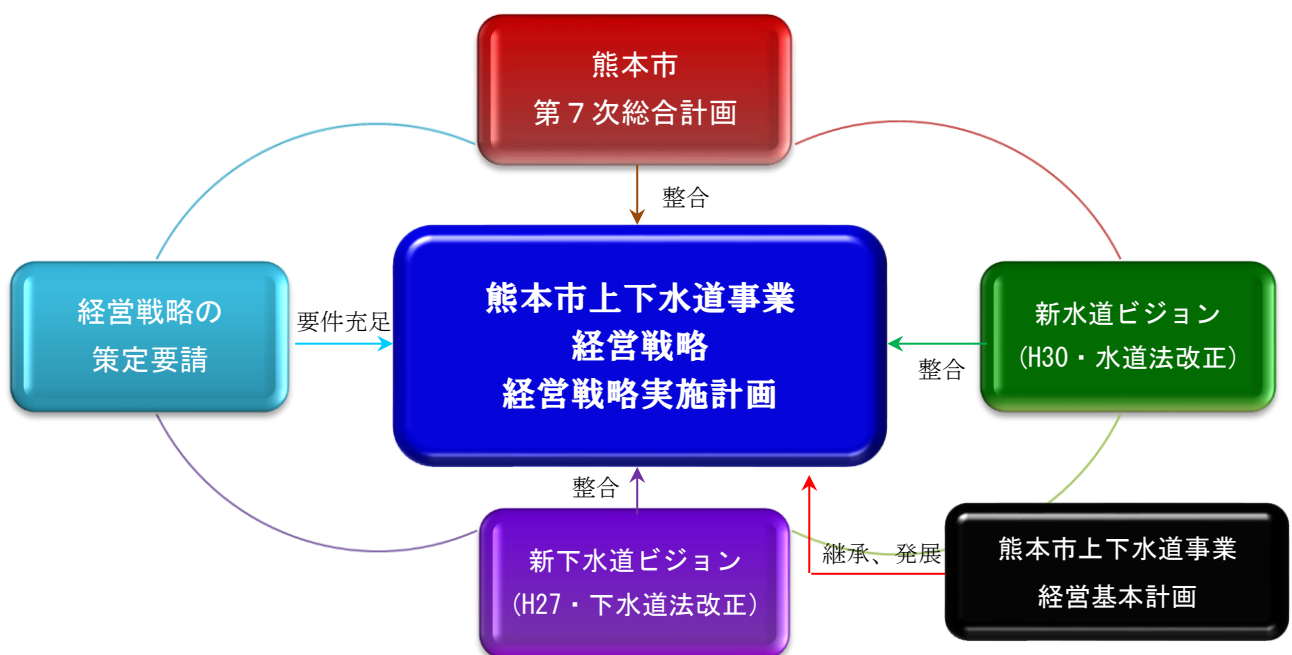 熊本市
第７次総合計画
整合
熊本市上下水道事業
経営戦略
経営戦略実施計画
経営戦略の
策定要請
要件充足
新水道ビジョン
(H30・水道法改正)
整合
整合
新下水道ビジョン
(H27・下水道法改正)
継承、発展
熊本市上下水道事業
経営基本計画